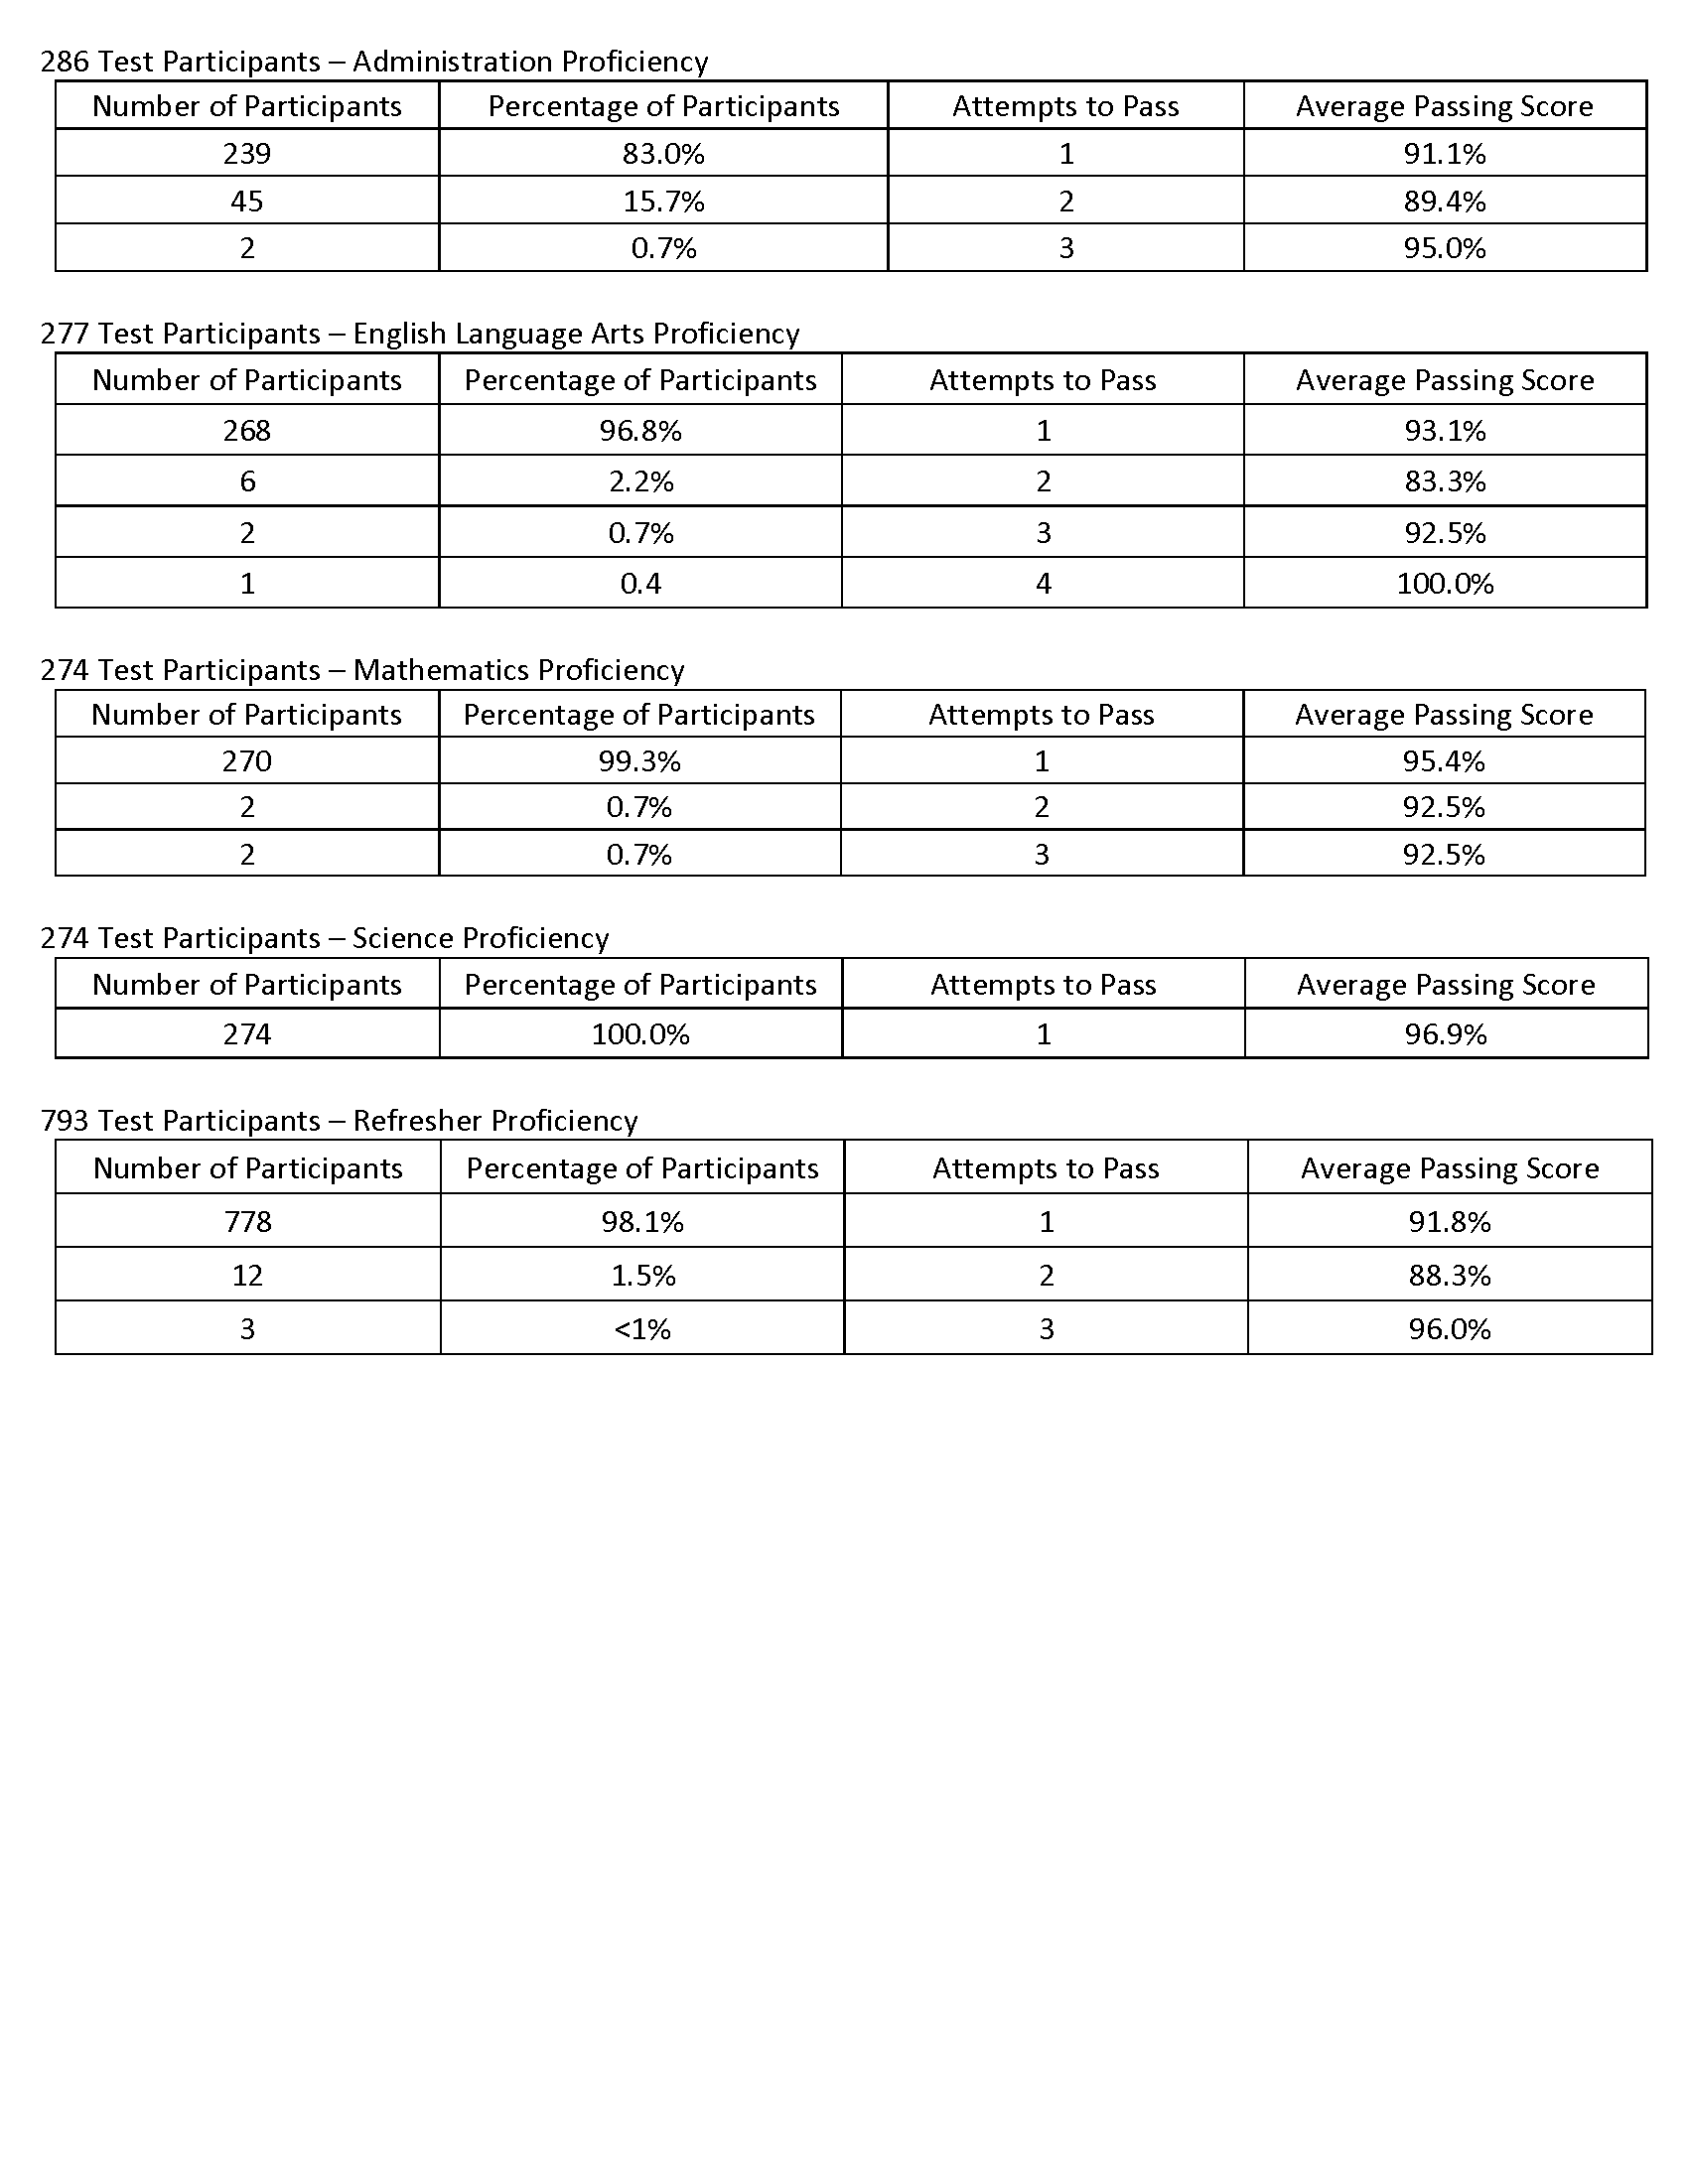 286 Test Participants – Administration Proficiency
Number of Participants Percentage of Participants Attempts to Pass Average Passing Score
239 83.0% 1 91.1%
45 15.7% 2 89.4%
2 0.7% 3 95.0%
277 Test Participants – English Language Arts Proficiency
Number of Participants Percentage of Participants Attempts to Pass Average Passing Score
268 96.8% 1 93.1%
6 2.2% 2 83.3%
2 0.7% 3 92.5%
1 0.4 4 100.0%
274 Test Participants – Mathematics Proficiency
Number of Participants Percentage of Participants Attempts to Pass Average Passing Score
270 99.3% 1 95.4%
2 0.7% 2 92.5%
2 0.7% 3 92.5%
274 Test Participants – Science Proficiency
Number of Participants Percentage of Participants Attempts to Pass Average Passing Score
274 100.0% 1 96.9%
793 Test Participants – Refresher Proficiency
Number of Participants Percentage of Participants Attempts to Pass Average Passing Score
778 98.1% 1 91.8%
12 1.5% 2 88.3%
3 <1% 3 96.0%